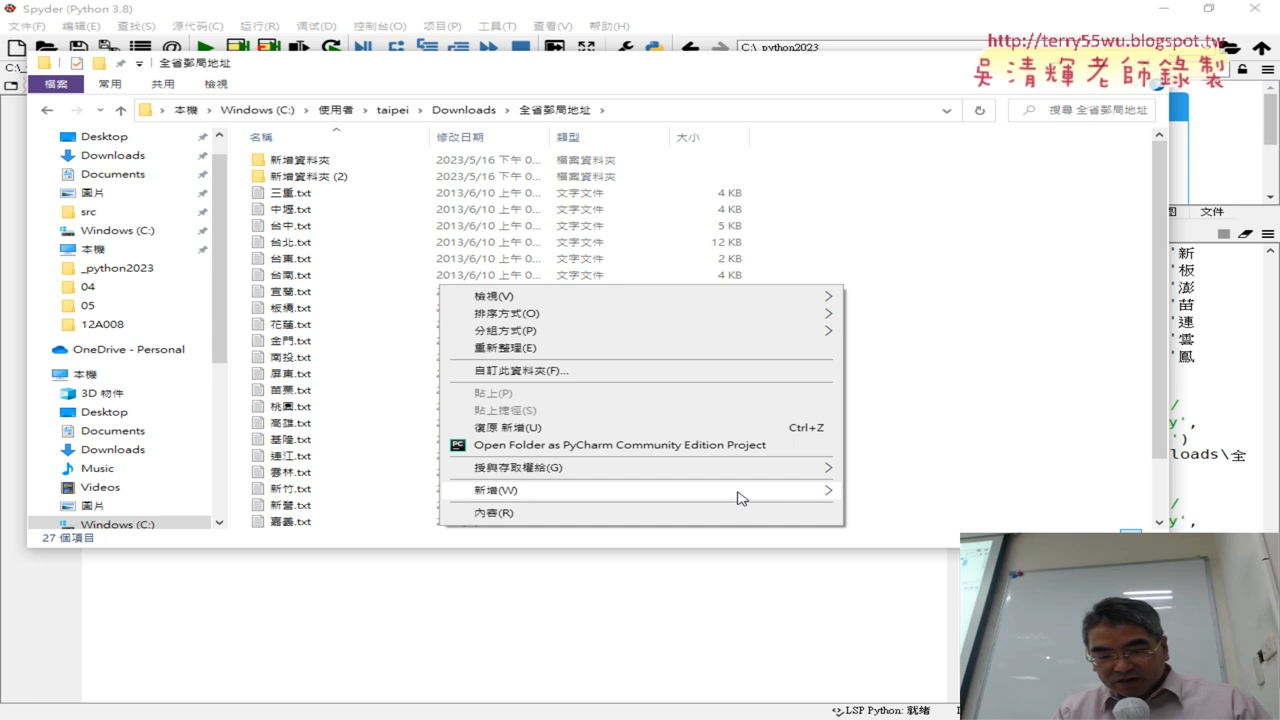 Spyder (Python 3.8)
文件(F) 编辑(E) 查找(S) 源代码(C) 运行(R) 调试(D) 控制台(O) 项目(P) 工具(T) 查看(V) 帮助(H)
C:\_python2023
http://terry55wu.blogspot.tw
吳清輝老師錄製
全省郵局地址
檔案 常用 共用 檢視
本機 Windows (C:) 使用者 taipei Downloads 全省郵局地址
搜尋 全省郵局地址
名稱 修改日期 類型 大小
Desktop
Downloads
Documents
圖片
src
Windows (C:)
本機
_python2023
04
05
12A008
OneDrive - Personal
本機
3D 物件
Desktop
Documents
Downloads
Music
Videos
圖片
Windows (C:)
新增資料夾 2023/5/16 下午 0... 檔案資料夾
新增資料夾 (2) 2023/5/16 下午 0... 檔案資料夾
三重.txt 2013/6/10 上午 0... 文字文件 4 KB
中壢.txt 2013/6/10 上午 0... 文字文件 4 KB
台中.txt 2013/6/10 上午 0... 文字文件 5 KB
台北.txt 2013/6/10 上午 0... 文字文件 12 KB
台東.txt 2013/6/10 上午 0... 文字文件 2 KB
台南.txt 2013/6/10 上午 0... 文字文件 4 KB
宜蘭.txt
板橋.txt
花蓮.txt
金門.txt
南投.txt
屏東.txt
苗栗.txt
桃園.txt
高雄.txt
基隆.txt
連江.txt
雲林.txt
新竹.txt
新營.txt
嘉義.txt
檢視(V)
排序方式(O)
分組方式(P)
重新整理(E)
自訂此資料夾(F)...
貼上(P)
貼上捷徑(S)
復原 新增(U) Ctrl+Z
Open Folder as PyCharm Community Edition Project
授與存取權給(G)
新增(W)
內容(R)
27 個項目
文件
'新
'板
'澎
'苗
'連
'雲
'鳳
/
y',
')
loads\全
/
y',
LSP Python: 就绪